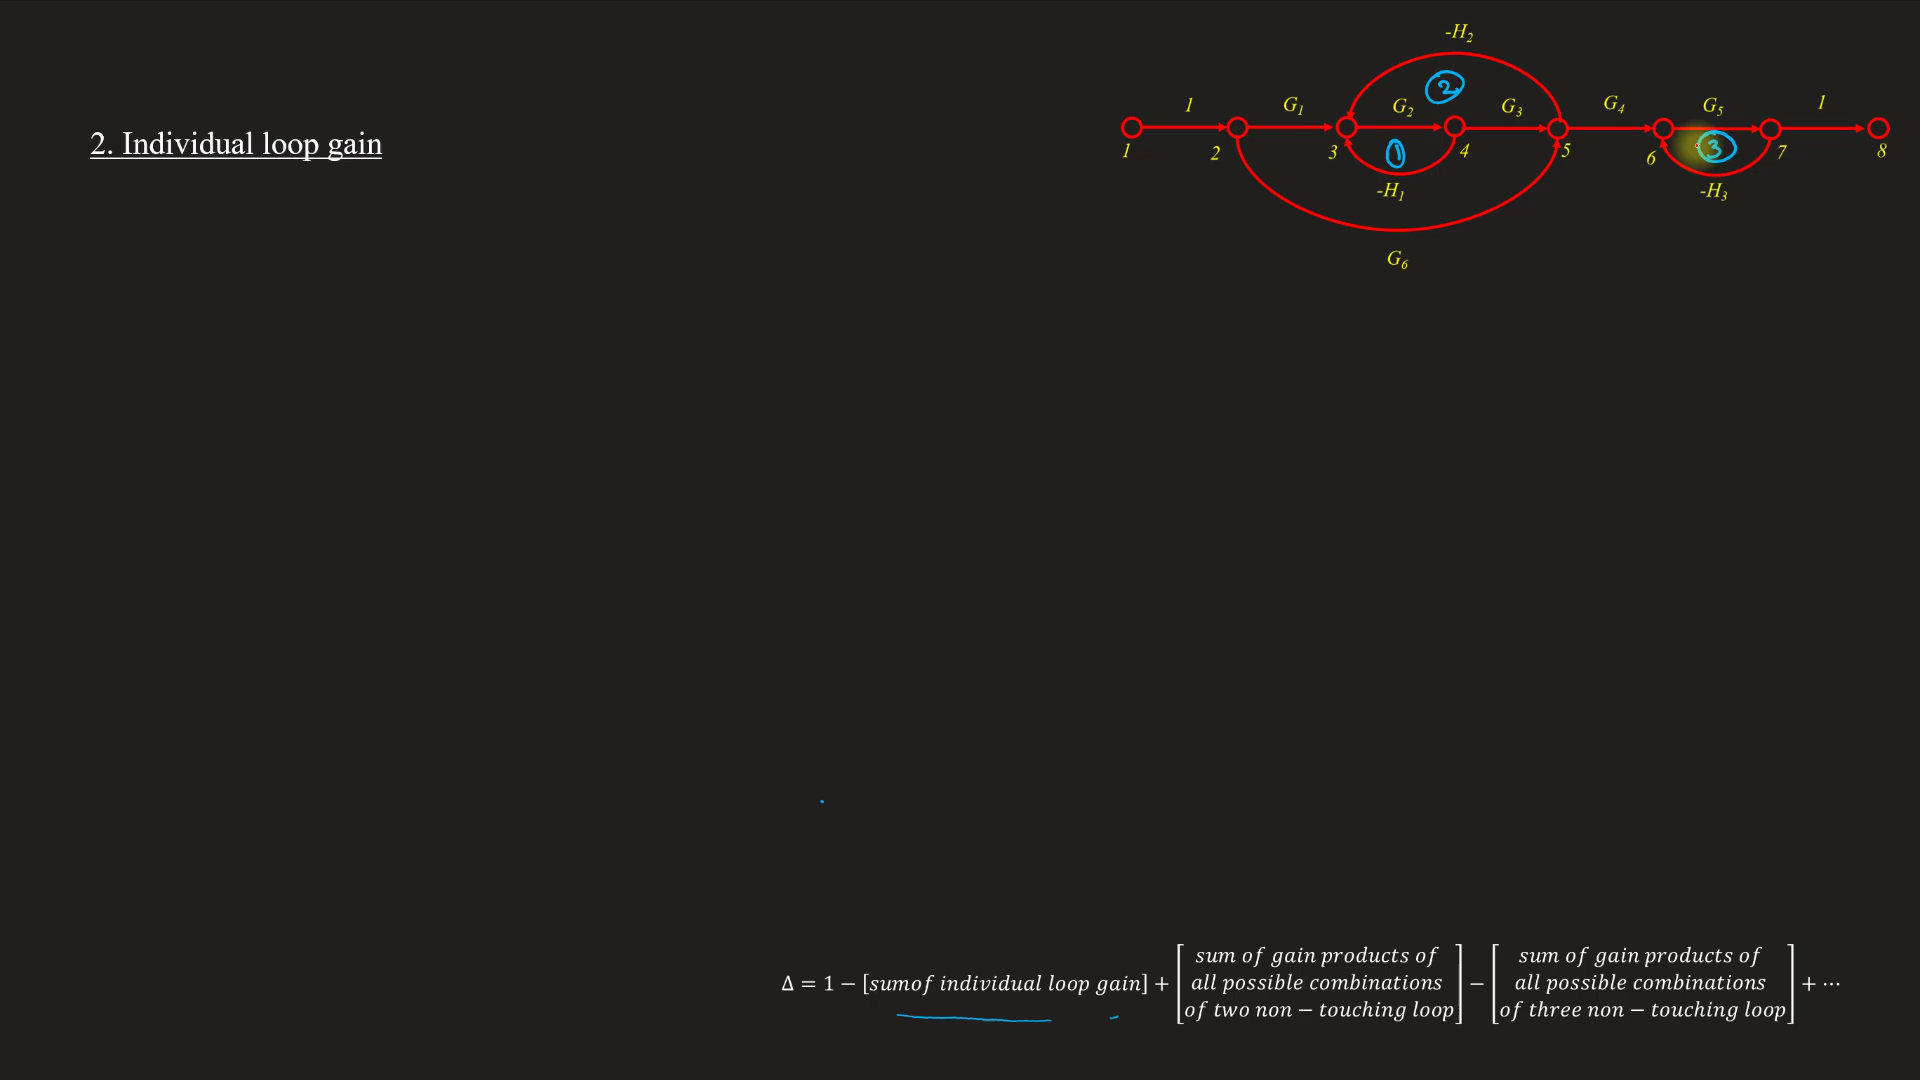 -H₂
②
1 G₁ G₂ G₃ G₄ G₅ 1
2. Individual loop gain
1 2 3 ① 4 5 6 ③ 7 8
-H₁ -H₃
G₆
Δ = 1 − [sumof individual loop gain] + [sum of gain products of
all possible combinations
of two non − touching loop] − [sum of gain products of
all possible combinations
of three non − touching loop] + ⋯